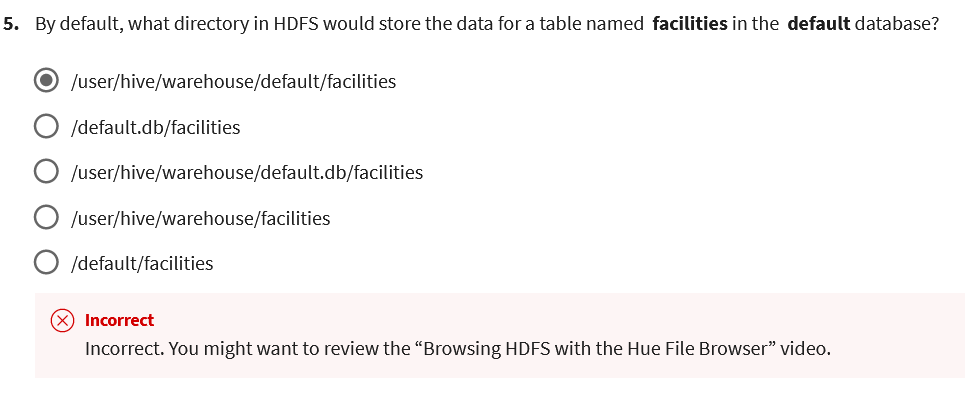 5. By default, what directory in HDFS would store the data for a table named facilities in the default database?
/user/hive/warehouse/default/facilities
/default.db/facilities
/user/hive/warehouse/default.db/facilities
/user/hive/warehouse/facilities
/default/facilities
Incorrect
Incorrect. You might want to review the “Browsing HDFS with the Hue File Browser” video.